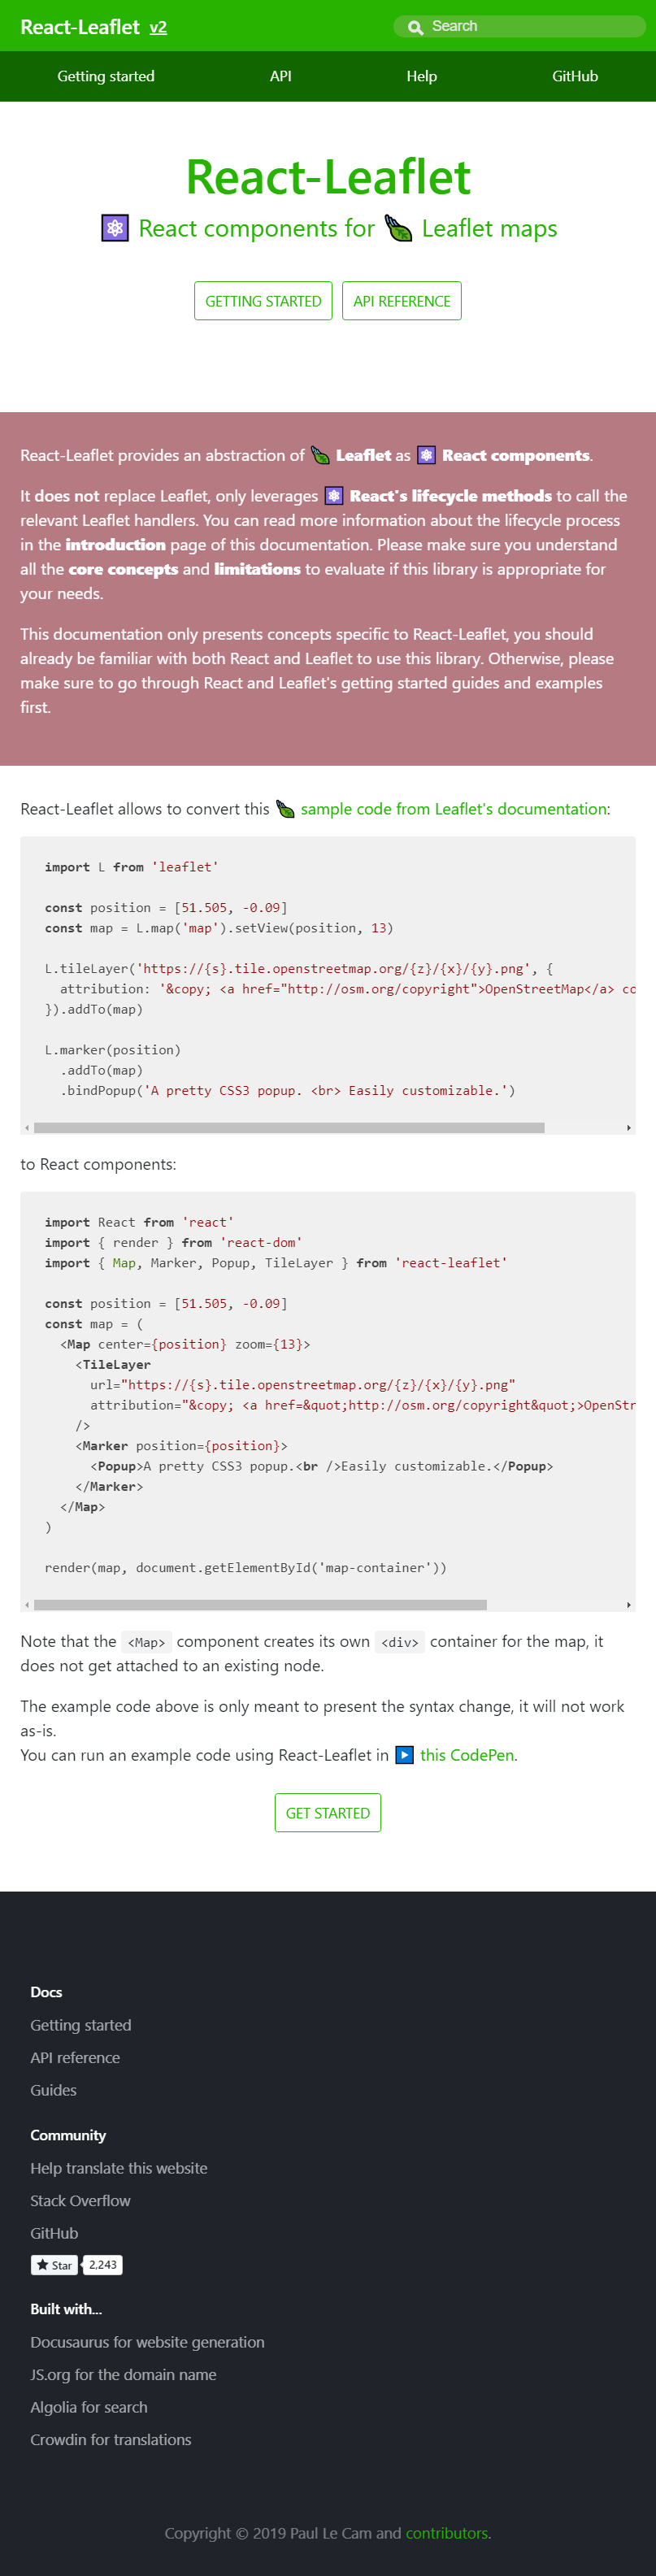 React-Leaflet v2
Search
Getting started API Help GitHub
React-Leaflet
⚛️ React components for 🍃 Leaflet maps
GETTING STARTED API REFERENCE
React-Leaflet provides an abstraction of 🍃 Leaflet as ⚛️ React components.
It does not replace Leaflet, only leverages ⚛️ React's lifecycle methods to call the
relevant Leaflet handlers. You can read more information about the lifecycle process
in the introduction page of this documentation. Please make sure you understand
all the core concepts and limitations to evaluate if this library is appropriate for
your needs.
This documentation only presents concepts specific to React-Leaflet, you should
already be familiar with both React and Leaflet to use this library. Otherwise, please
make sure to go through React and Leaflet's getting started guides and examples
first.
React-Leaflet allows to convert this 🍃 sample code from Leaflet's documentation:
import L from 'leaflet'
const position = [51.505, -0.09]
const map = L.map('map').setView(position, 13)
L.tileLayer('https://{s}.tile.openstreetmap.org/{z}/{x}/{y}.png', {
  attribution: '&copy; <a href="http://osm.org/copyright">OpenStreetMap</a> co
}).addTo(map)
L.marker(position)
  .addTo(map)
  .bindPopup('A pretty CSS3 popup. <br> Easily customizable.')
to React components:
import React from 'react'
import { render } from 'react-dom'
import { Map, Marker, Popup, TileLayer } from 'react-leaflet'
const position = [51.505, -0.09]
const map = (
  <Map center={position} zoom={13}>
    <TileLayer
      url="https://{s}.tile.openstreetmap.org/{z}/{x}/{y}.png"
      attribution="&copy; <a href=&quot;http://osm.org/copyright&quot;>OpenStr
    />
    <Marker position={position}>
      <Popup>A pretty CSS3 popup.<br />Easily customizable.</Popup>
    </Marker>
  </Map>
)
render(map, document.getElementById('map-container'))
Note that the <Map> component creates its own <div> container for the map, it
does not get attached to an existing node.
The example code above is only meant to present the syntax change, it will not work
as-is.
You can run an example code using React-Leaflet in ▶️ this CodePen.
GET STARTED
Docs
Getting started
API reference
Guides
Community
Help translate this website
Stack Overflow
GitHub
Star 2,243
Built with...
Docusaurus for website generation
JS.org for the domain name
Algolia for search
Crowdin for translations
Copyright © 2019 Paul Le Cam and contributors.